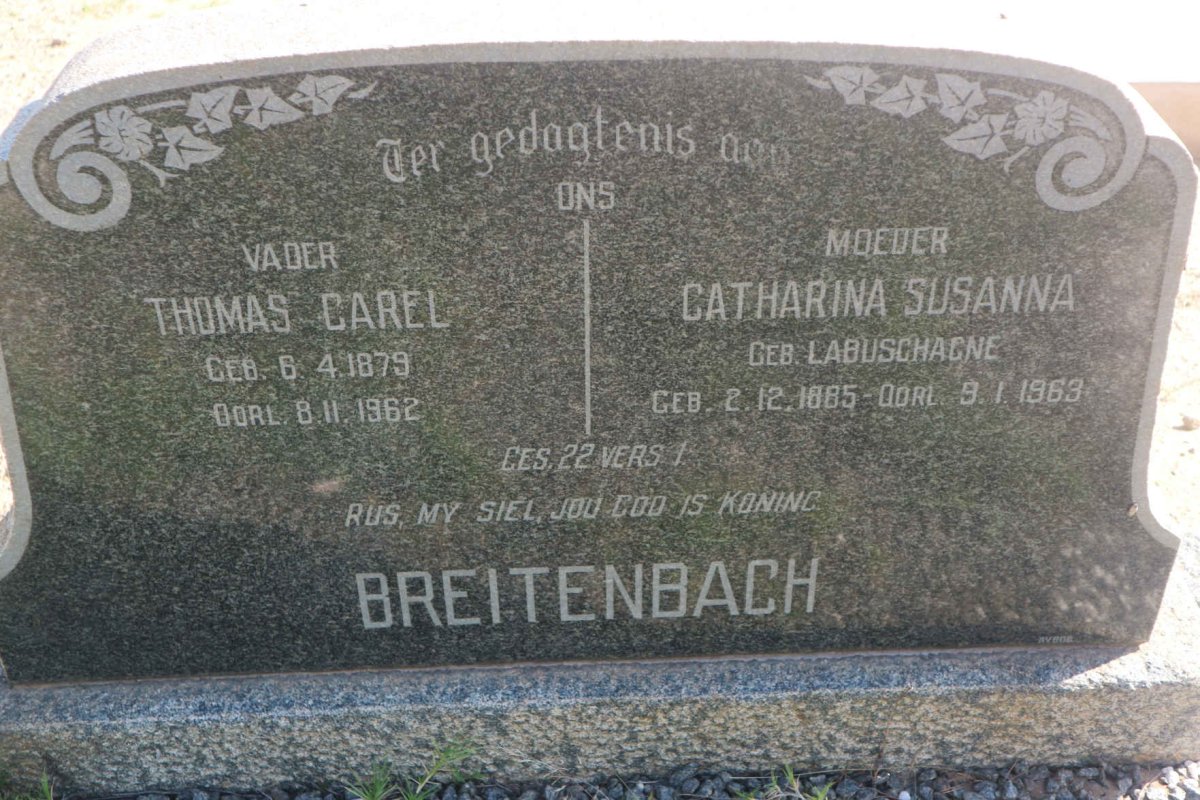 Ter gedagtenis aen
ONS
VADER
THOMAS CAREL
GEB. 6. 4.1879
OORL. 8.11.1962
MOEDER
CATHARINA SUSANNA
GEB. LABUSCHAGNE
GEB. 2.12.1885 - OORL. 9.1.1963
GES. 22 VERS 1
RUS, MY SIEL, JOU GOD IS KONING
BREITENBACH